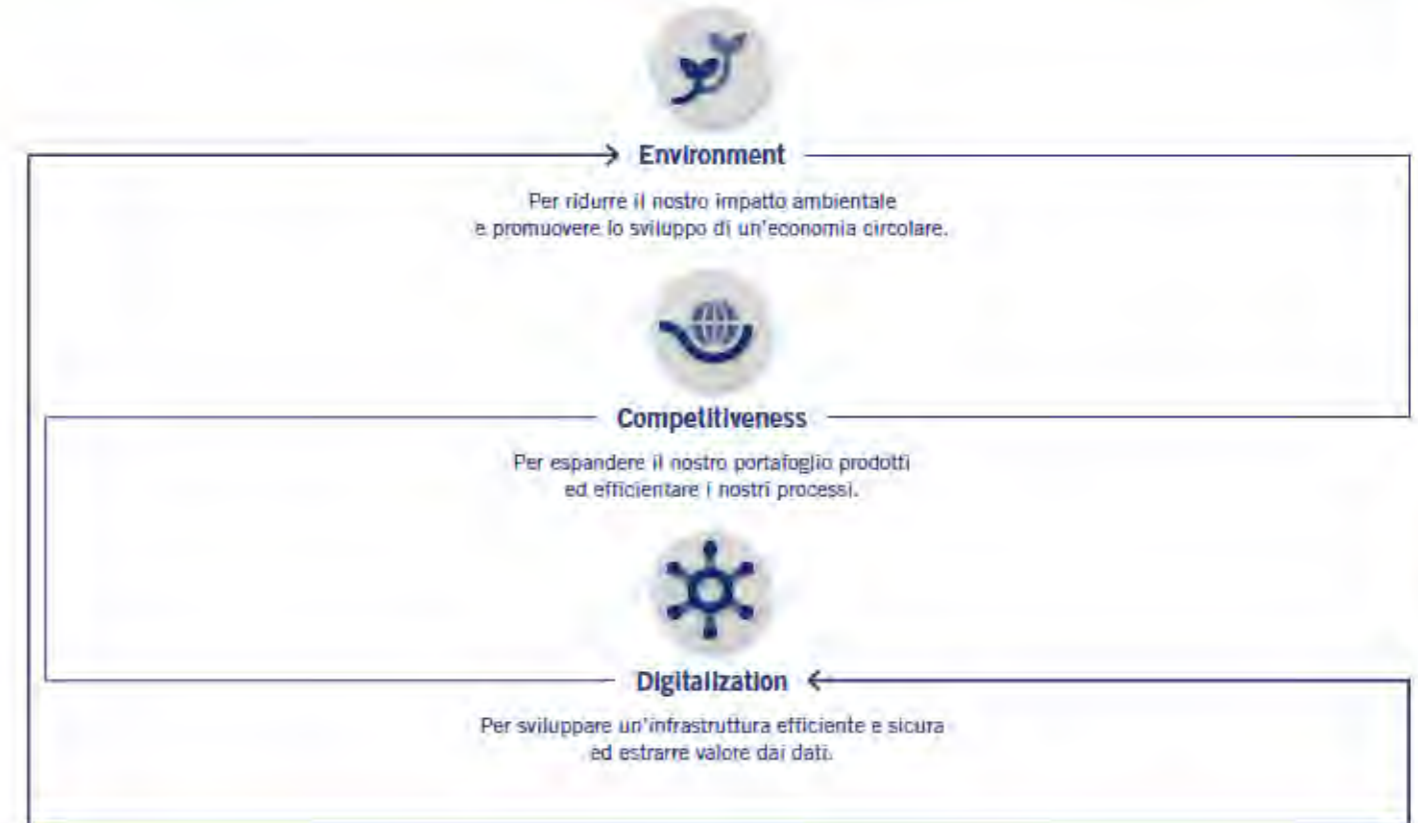 Environment
Per ridurre il nostro impatto ambientale
e promuovere lo sviluppo di un'economia circolare.
Competitiveness
Per espandere il nostro portafoglio prodotti
ed efficientare i nostri processi.
Digitalization
Per sviluppare un'infrastruttura efficiente e sicura
ed estrarre valore dai dati.